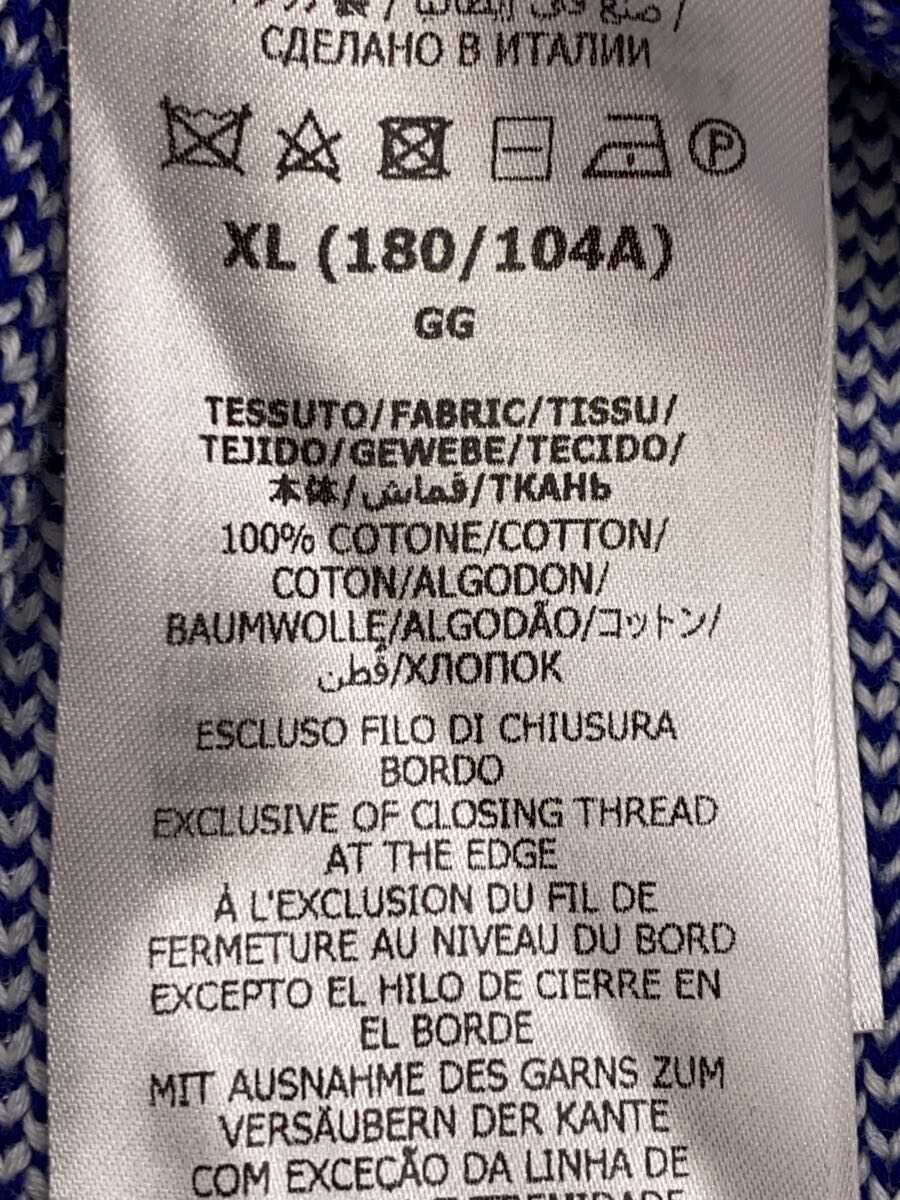 СДЕЛАНО В ИТАЛИИ
P
XL (180/104A)
GG
TESSUTO/FABRIC/TISSU/
TEJIDO/GEWEBE/TECIDO/
本体/قماش/ТКАНЬ
100% COTONE/COTTON/
COTON/ALGODON/
BAUMWOLLE/ALGODÃO/コットン/
قُطن/ХЛОПОК
ESCLUSO FILO DI CHIUSURA
BORDO
EXCLUSIVE OF CLOSING THREAD
AT THE EDGE
À L'EXCLUSION DU FIL DE
FERMETURE AU NIVEAU DU BORD
EXCEPTO EL HILO DE CIERRE EN
EL BORDE
MIT AUSNAHME DES GARNS ZUM
VERSÄUBERN DER KANTE
COM EXCEÇÃO DA LINHA DE